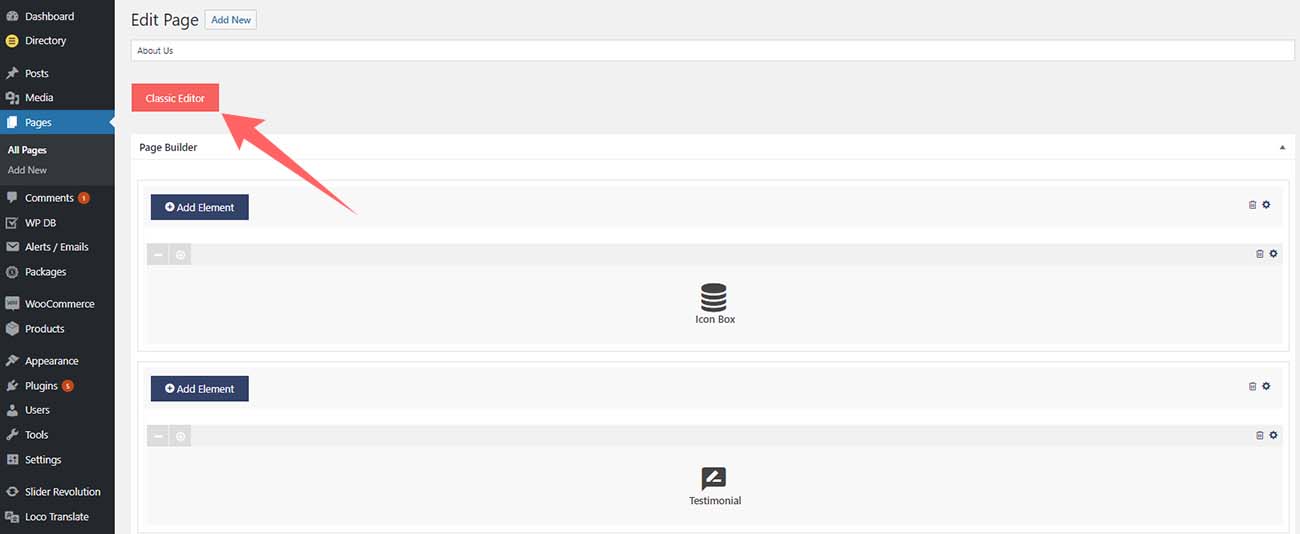 Dashboard
Directory
Posts
Media
Pages
All Pages
Add New
Comments 1
WP DB
Alerts / Emails
Packages
WooCommerce
Products
Appearance
Plugins 5
Users
Tools
Settings
Slider Revolution
Loco Translate
Edit Page Add New
About Us
Classic Editor
Page Builder
Add Element
Icon Box
Add Element
Testimonial